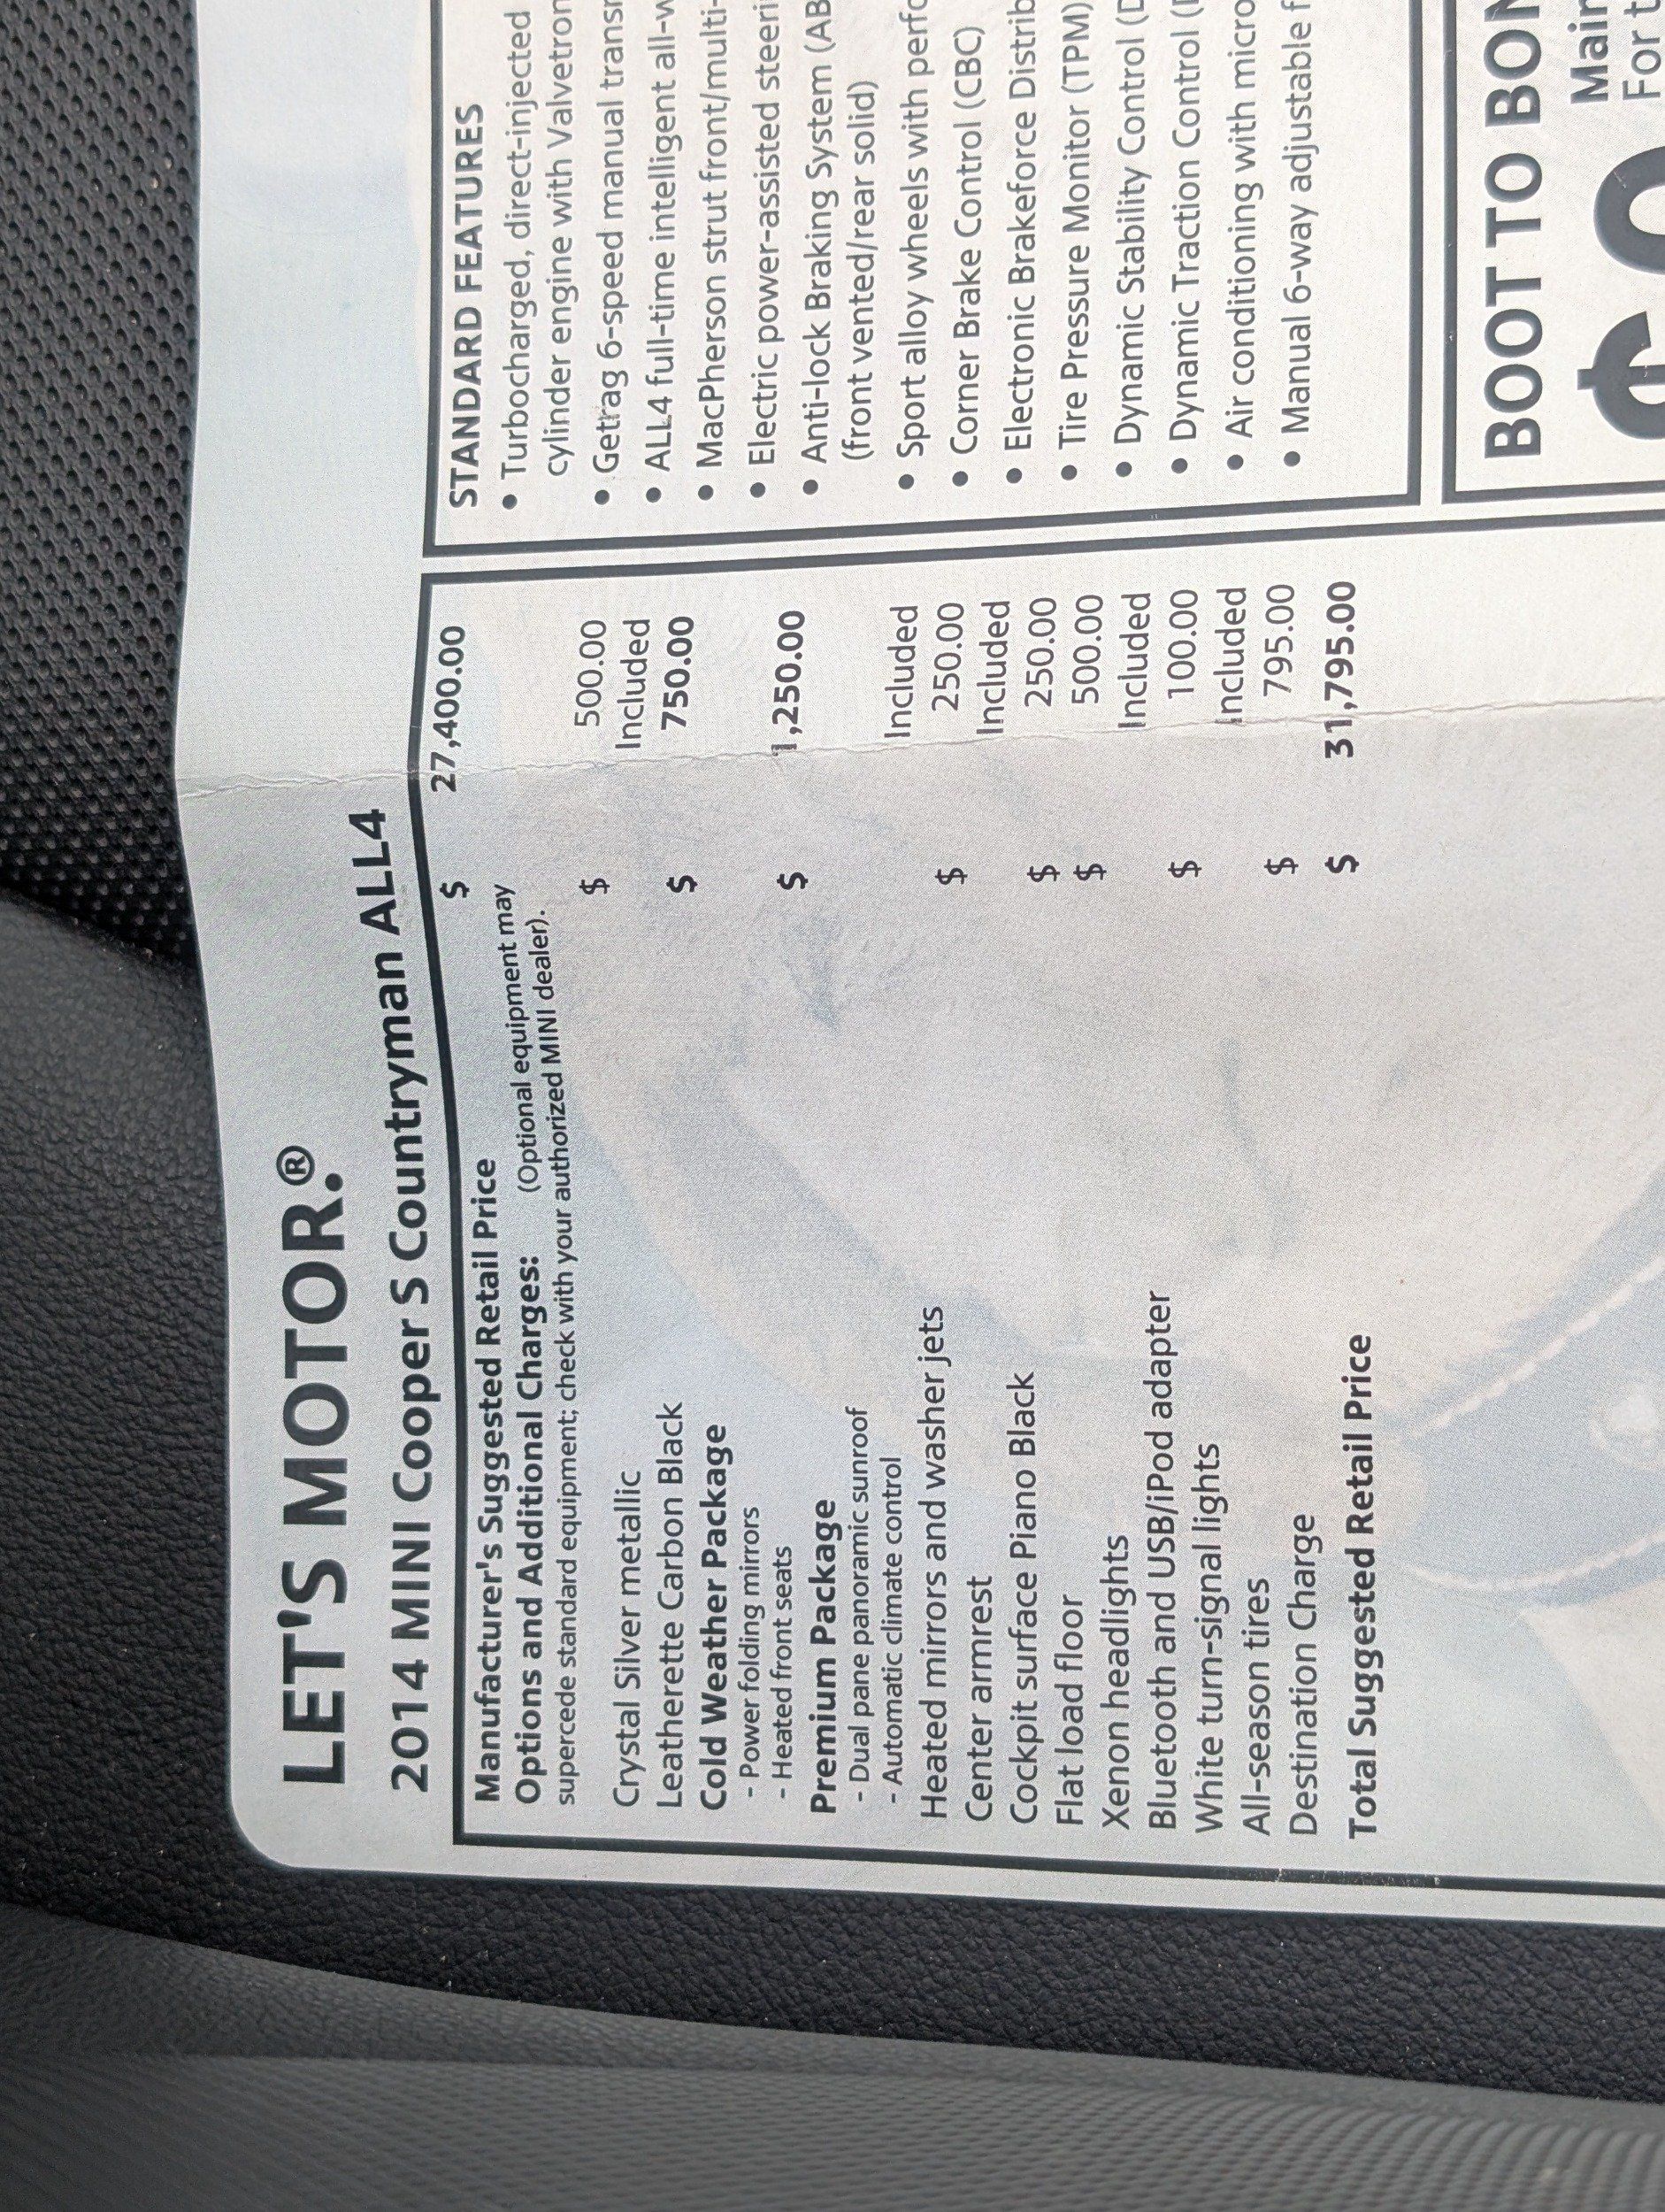 LET'S MOTOR.®
2014 MINI Cooper S Countryman ALL4
Manufacturer's Suggested Retail Price $ 27,400.00
Options and Additional Charges: (Optional equipment may
supercede standard equipment; check with your authorized MINI dealer).
Crystal Silver metallic $ 500.00
Leatherette Carbon Black Included
Cold Weather Package $ 750.00
- Power folding mirrors
- Heated front seats
Premium Package $ 1,250.00
- Dual pane panoramic sunroof
- Automatic climate control
Heated mirrors and washer jets Included
Center armrest $ 250.00
Cockpit surface Piano Black Included
Flat load floor $ 250.00
Xenon headlights $ 500.00
Bluetooth and USB/iPod adapter Included
White turn-signal lights $ 100.00
All-season tires Included
Destination Charge $ 795.00
Total Suggested Retail Price $ 31,795.00
STANDARD FEATURES
• Turbocharged, direct-injected
cylinder engine with Valvetron
• Getrag 6-speed manual transm
• ALL4 full-time intelligent all-w
• MacPherson strut front/multi-
• Electric power-assisted steeri
• Anti-lock Braking System (AB
(front vented/rear solid)
• Sport alloy wheels with perfo
• Corner Brake Control (CBC)
• Electronic Brakeforce Distrib
• Tire Pressure Monitor (TPM)
• Dynamic Stability Control (D
• Dynamic Traction Control (
• Air conditioning with micro
• Manual 6-way adjustable f
BOOT TO BON
Main
For t